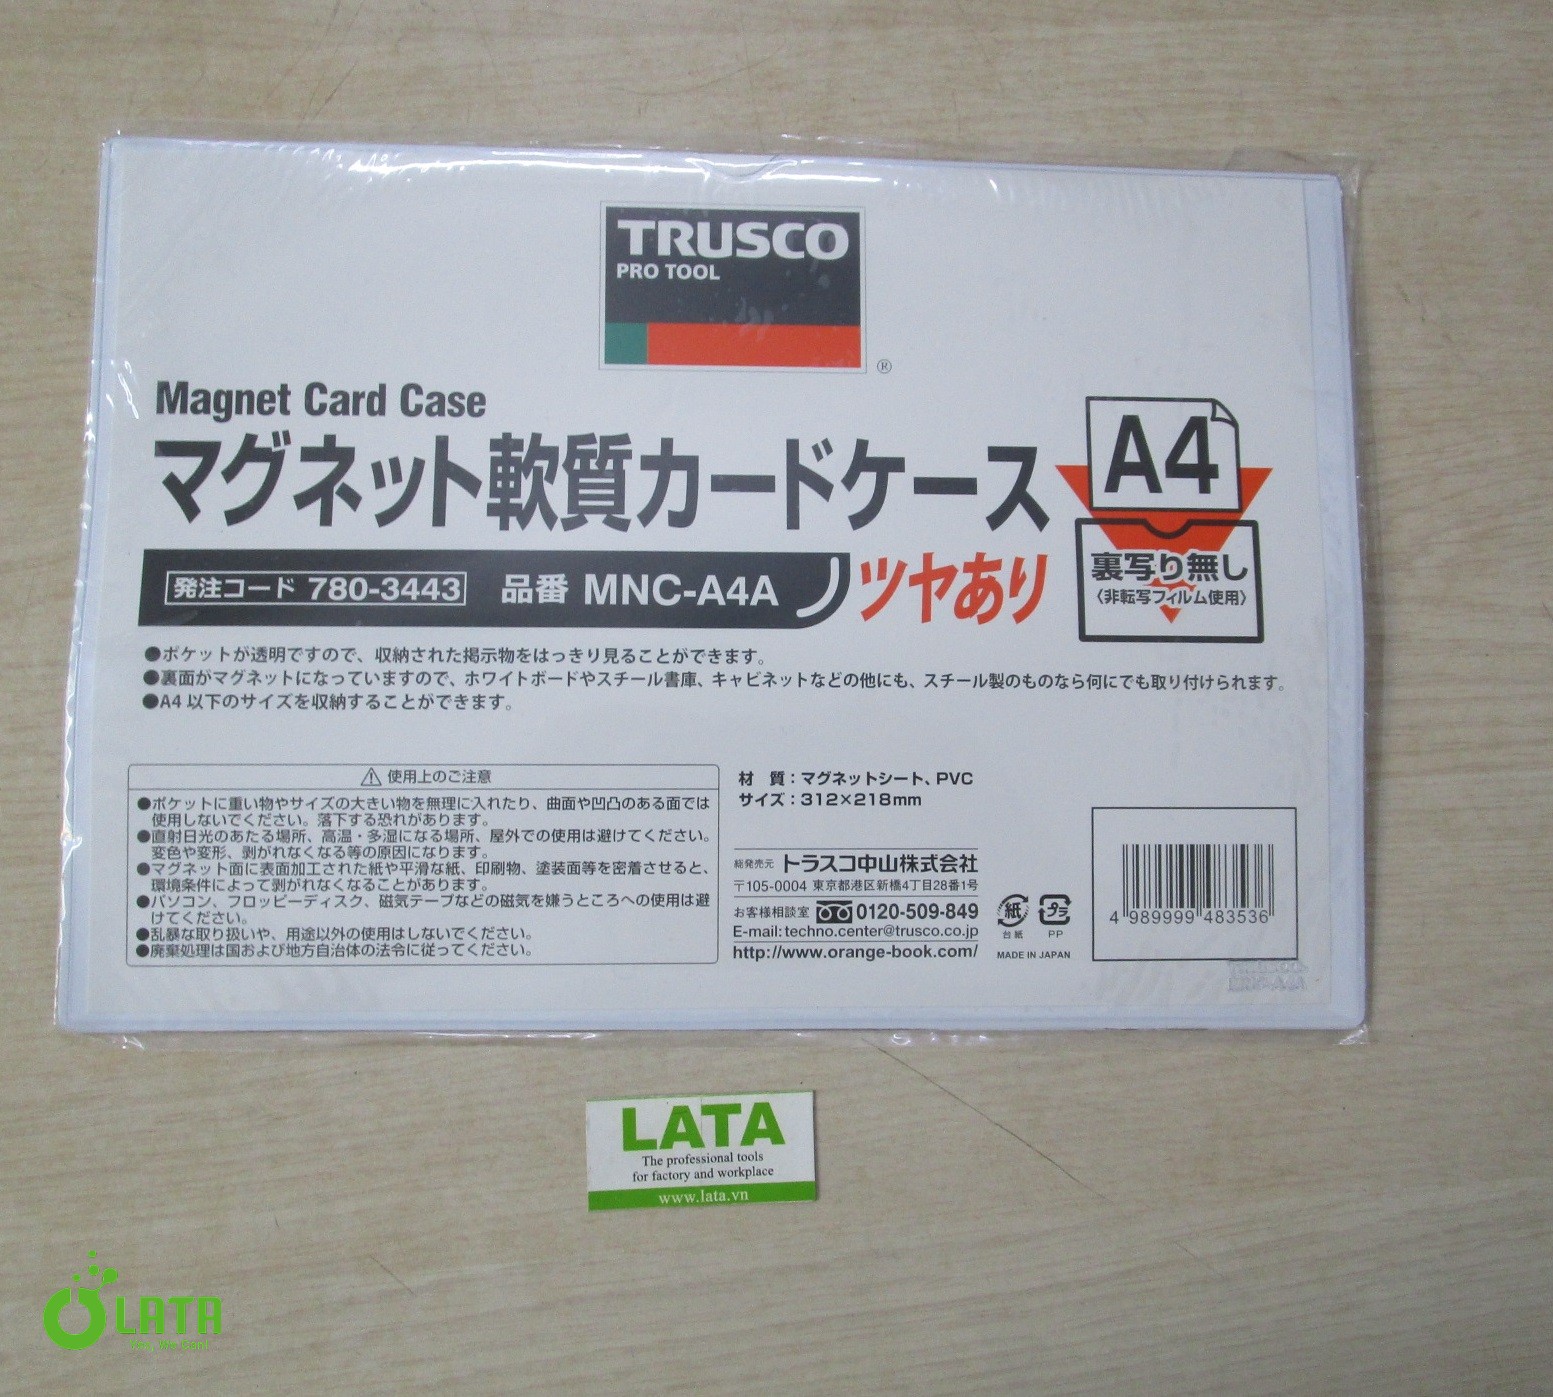 TRUSCO
PRO TOOL
®
Magnet Card Case
マグネット軟質カードケース
A4
裏写り無し
〈非転写フィルム使用〉
発注コード 780-3443 品番 MNC-A4A ツヤあり
●ポケットが透明ですので、収納された掲示物をはっきり見ることができます。
●裏面がマグネットになっていますので、ホワイトボードやスチール書庫、キャビネットなどの他にも、スチール製のものなら何にでも取り付けられます。
●A4 以下のサイズを収納することができます。
⚠ 使用上のご注意
●ポケットに重い物やサイズの大きい物を無理に入れたり、曲面や凹凸のある面では
使用しないでください。落下する恐れがあります。
●直射日光のあたる場所、高温・多湿になる場所、屋外での使用は避けてください。
変色や変形、剥がれなくなる等の原因になります。
●マグネット面に表面加工された紙や平滑な紙、印刷物、塗装面等を密着させると、
環境条件によって剥がれなくなることがあります。
●パソコン、フロッピーディスク、磁気テープなどの磁気を嫌うところへの使用は避
けてください。
●乱暴な取り扱いや、用途以外の使用はしないでください。
●廃棄処理は国および地方自治体の法令に従ってください。
材 質：マグネットシート、PVC
サイズ：312×218mm
総発売元 トラスコ中山株式会社
〒105-0004 東京都港区新橋4丁目28番1号
お客様相談室 0120-509-849
E-mail:techno.center@trusco.co.jp
http://www.orange-book.com/
紙
台紙
プラ
PP
MADE IN JAPAN
4 989999 483536
LATA
The professional tools
for factory and workplace
www.lata.vn
LATA